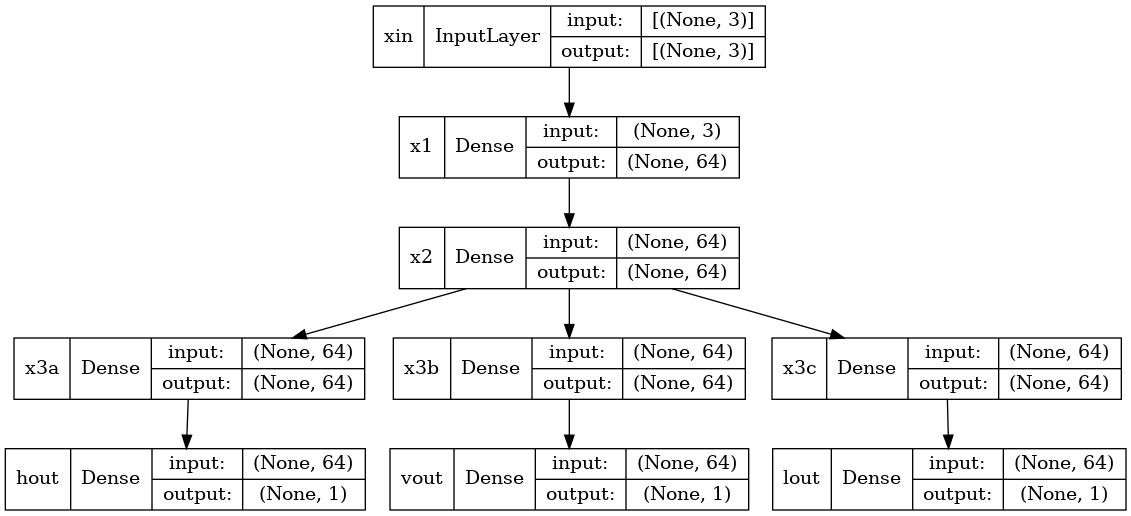 xin InputLayer input: [(None, 3)]
output: [(None, 3)]
x1 Dense input: (None, 3)
output: (None, 64)
x2 Dense input: (None, 64)
output: (None, 64)
x3a Dense input: (None, 64)
output: (None, 64)
x3b Dense input: (None, 64)
output: (None, 64)
x3c Dense input: (None, 64)
output: (None, 64)
hout Dense input: (None, 64)
output: (None, 1)
vout Dense input: (None, 64)
output: (None, 1)
lout Dense input: (None, 64)
output: (None, 1)